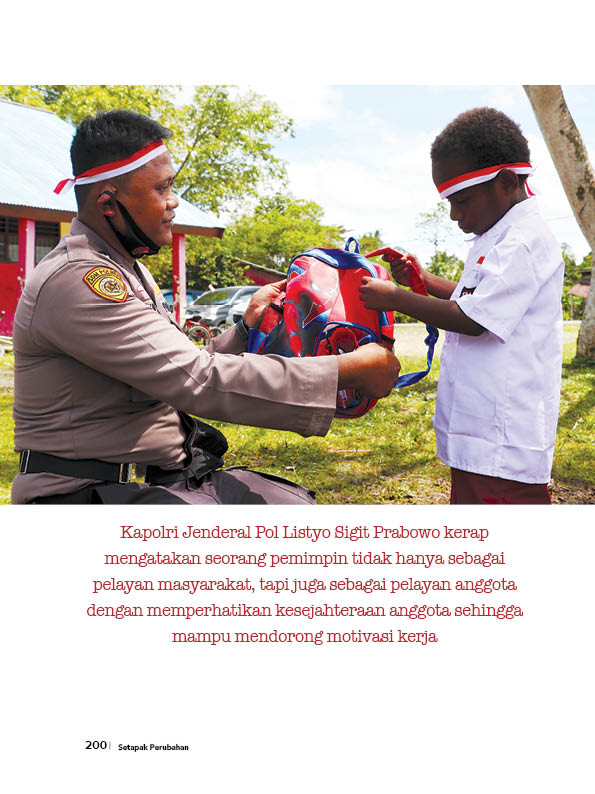 Kapolri Jenderal Pol Listyo Sigit Prabowo kerap
mengatakan seorang pemimpin tidak hanya sebagai
pelayan masyarakat, tapi juga sebagai pelayan anggota
dengan memperhatikan kesejahteraan anggota sehingga
mampu mendorong motivasi kerja
200| Setapak Perubahan